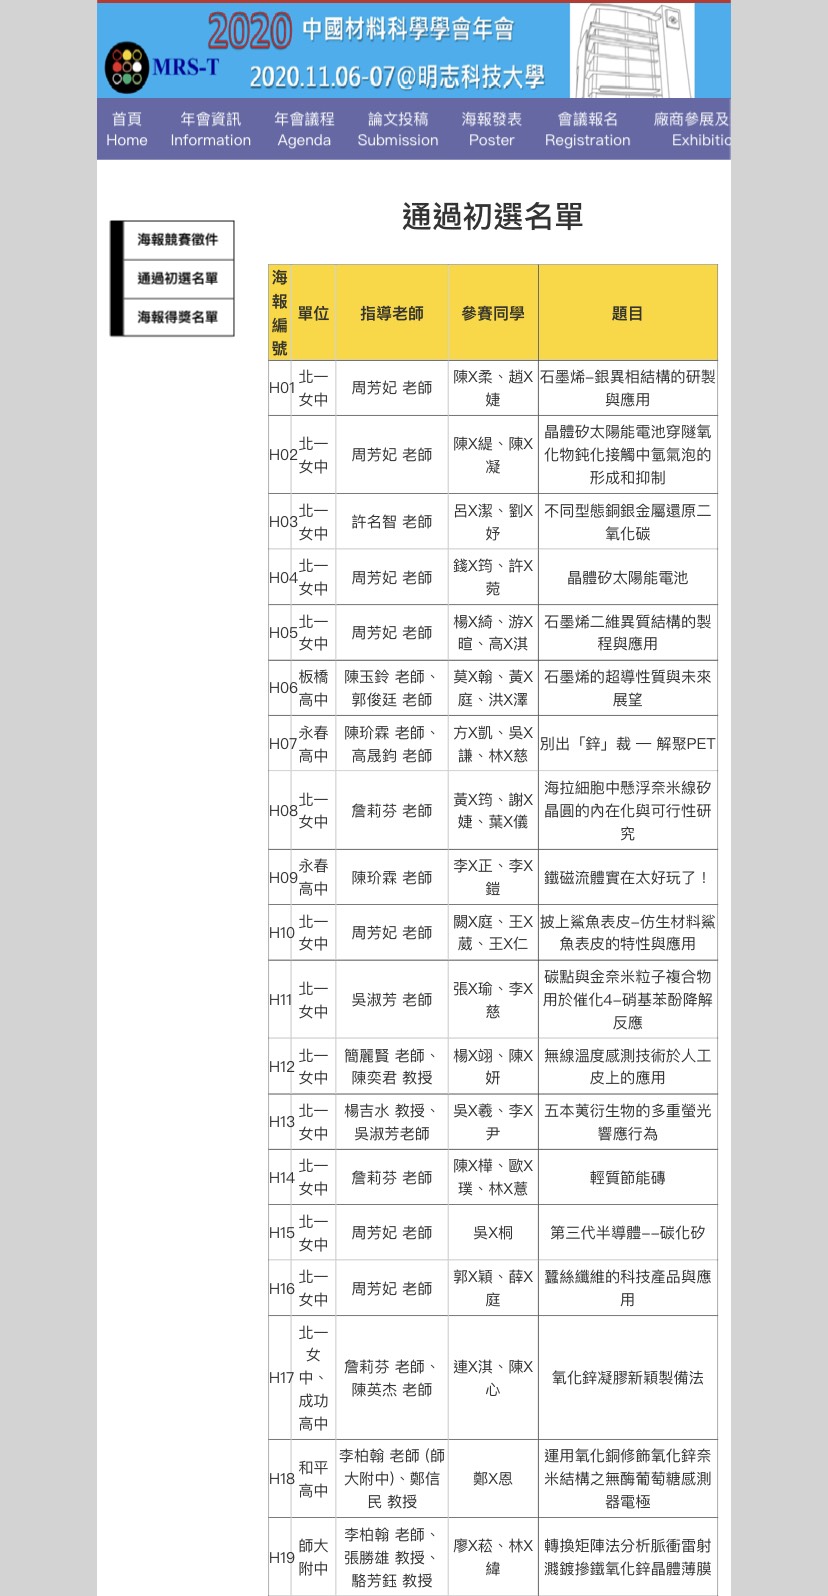 2020 中國材料科學學會年會
MRS-T
2020.11.06-07@明志科技大學
首頁 年會資訊 年會議程 論文投稿 海報發表 會議報名 廠商參展及
Home Information Agenda Submission Poster Registration Exhibitio
通過初選名單
海報競賽徵件
通過初選名單
海報得獎名單
海
報
編
號
單位
指導老師
參賽同學
題目
H01
北一
女中
周芳妃 老師
陳X柔、趙X
婕
石墨烯–銀異相結構的研製
與應用
H02
北一
女中
周芳妃 老師
陳X緹、陳X
凝
晶體矽太陽能電池穿隧氧
化物鈍化接觸中氫氣泡的
形成和抑制
H03
北一
女中
許名智 老師
呂X潔、劉X
妤
不同型態銅銀金屬還原二
氧化碳
H04
北一
女中
周芳妃 老師
錢X筠、許X
菀
晶體矽太陽能電池
H05
北一
女中
周芳妃 老師
楊X綺、游X
暄、高X淇
石墨烯二維異質結構的製
程與應用
H06
板橋
高中
陳玉鈴 老師、
郭俊廷 老師
莫X翰、黃X
庭、洪X澤
石墨烯的超導性質與未來
展望
H07
永春
高中
陳玠霖 老師、
高晟鈞 老師
方X凱、吳X
謙、林X慈
別出「鋅」裁 — 解聚PET
H08
北一
女中
詹莉芬 老師
黃X筠、謝X
婕、葉X儀
海拉細胞中懸浮奈米線矽
晶圓的內在化與可行性研
究
H09
永春
高中
陳玠霖 老師
李X正、李X
鎧
鐵磁流體實在太好玩了！
H10
北一
女中
周芳妃 老師
闕X庭、王X
葳、王X仁
披上鯊魚表皮–仿生材料鯊
魚表皮的特性與應用
H11
北一
女中
吳淑芳 老師
張X瑜、李X
慈
碳點與金奈米粒子複合物
用於催化4–硝基苯酚降解
反應
H12
北一
女中
簡麗賢 老師、
陳奕君 教授
楊X翊、陳X
妍
無線溫度感測技術於人工
皮上的應用
H13
北一
女中
楊吉水 教授、
吳淑芳老師
吳X羲、李X
尹
五本荑衍生物的多重螢光
響應行為
H14
北一
女中
詹莉芬 老師
陳X樺、歐X
璞、林X薏
輕質節能磚
H15
北一
女中
周芳妃 老師
吳X桐
第三代半導體––碳化矽
H16
北一
女中
周芳妃 老師
郭X穎、薛X
庭
蠶絲纖維的科技產品與應
用
H17
北一
女
中、
成功
高中
詹莉芬 老師、
陳英杰 老師
連X淇、陳X
心
氧化鋅凝膠新穎製備法
H18
和平
高中
李柏翰 老師 (師
大附中)、鄭信
民 教授
鄭X恩
運用氧化銅修飾氧化鋅奈
米結構之無酶葡萄糖感測
器電極
H19
師大
附中
李柏翰 老師、
張勝雄 教授、
駱芳鈺 教授
廖X菘、林X
緯
轉換矩陣法分析脈衝雷射
濺鍍摻鐵氧化鋅晶體薄膜